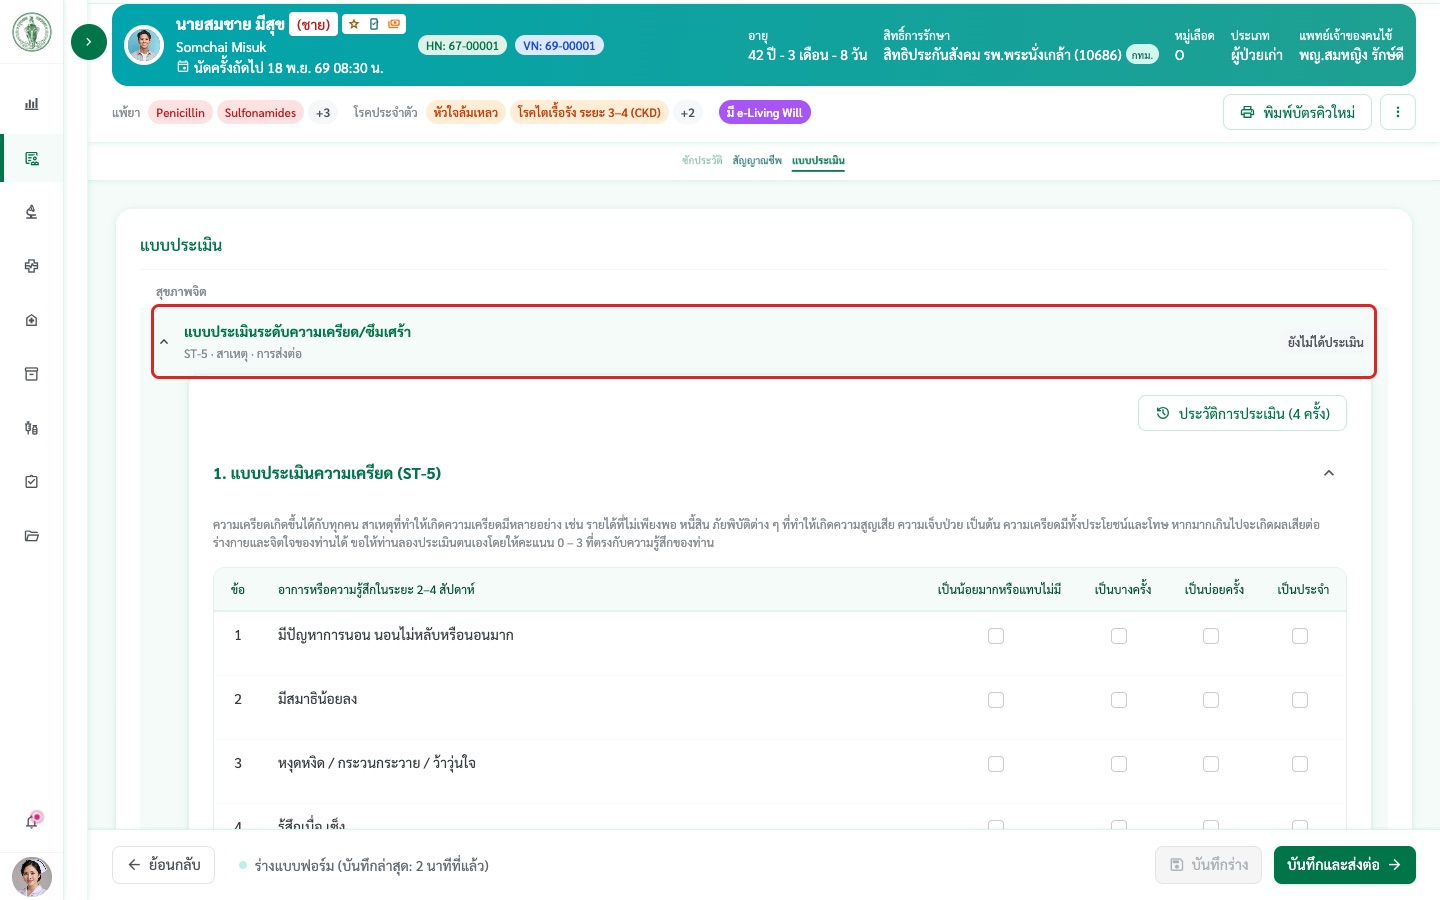 นายสมชาย มีสุข (ชาย)
Somchai Misuk
นัดครั้งถัดไป 18 พ.ย. 69 08:30 น.
HN: 67-00001 VN: 69-00001
อายุ
42 ปี - 3 เดือน - 8 วัน
สิทธิ์การรักษา
สิทธิประกันสังคม รพ.พระนั่งเกล้า (10686) กทม.
หมู่เลือด
O
ประเภท
ผู้ป่วยเก่า
แพทย์เจ้าของคนไข้
พญ.สมหญิง รักษ์ดี
แพ้ยา Penicillin Sulfonamides +3 โรคประจำตัว หัวใจล้มเหลว โรคไตเรื้อรัง ระยะ 3–4 (CKD) +2 มี e-Living Will
พิมพ์บัตรคิวใหม่
ซักประวัติ สัญญาณชีพ แบบประเมิน
แบบประเมิน
สุขภาพจิต
แบบประเมินระดับความเครียด/ซึมเศร้า
ST-5 · สาเหตุ · การส่งต่อ
ยังไม่ได้ประเมิน
ประวัติการประเมิน (4 ครั้ง)
1. แบบประเมินความเครียด (ST-5)
ความเครียดเกิดขึ้นได้กับทุกคน สาเหตุที่ทำให้เกิดความเครียดมีหลายอย่าง เช่น รายได้ที่ไม่เพียงพอ หนี้สิน ภัยพิบัติต่าง ๆ ที่ทำให้เกิดความสูญเสีย ความเจ็บป่วย เป็นต้น ความเครียดมีทั้งประโยชน์และโทษ หากมากเกินไปจะเกิดผลเสียต่อ
ร่างกายและจิตใจของท่านได้ ขอให้ท่านลองประเมินตนเองโดยให้คะแนน 0 – 3 ที่ตรงกับความรู้สึกของท่าน
ข้อ อาการหรือความรู้สึกในระยะ 2–4 สัปดาห์ เป็นน้อยมากหรือแทบไม่มี เป็นบางครั้ง เป็นบ่อยครั้ง เป็นประจำ
1 มีปัญหาการนอน นอนไม่หลับหรือนอนมาก
2 มีสมาธิน้อยลง
3 หงุดหงิด / กระวนกระวาย / ว้าวุ่นใจ
4 รู้สึกเบื่อ เซ็ง
ย้อนกลับ
ร่างแบบฟอร์ม (บันทึกล่าสุด: 2 นาทีที่แล้ว)
บันทึกร่าง
บันทึกและส่งต่อ